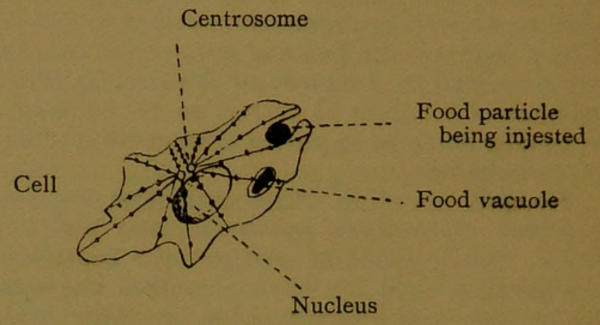 Centrosome
Food particle
being injested
Cell
Food vacuole
Nucleus